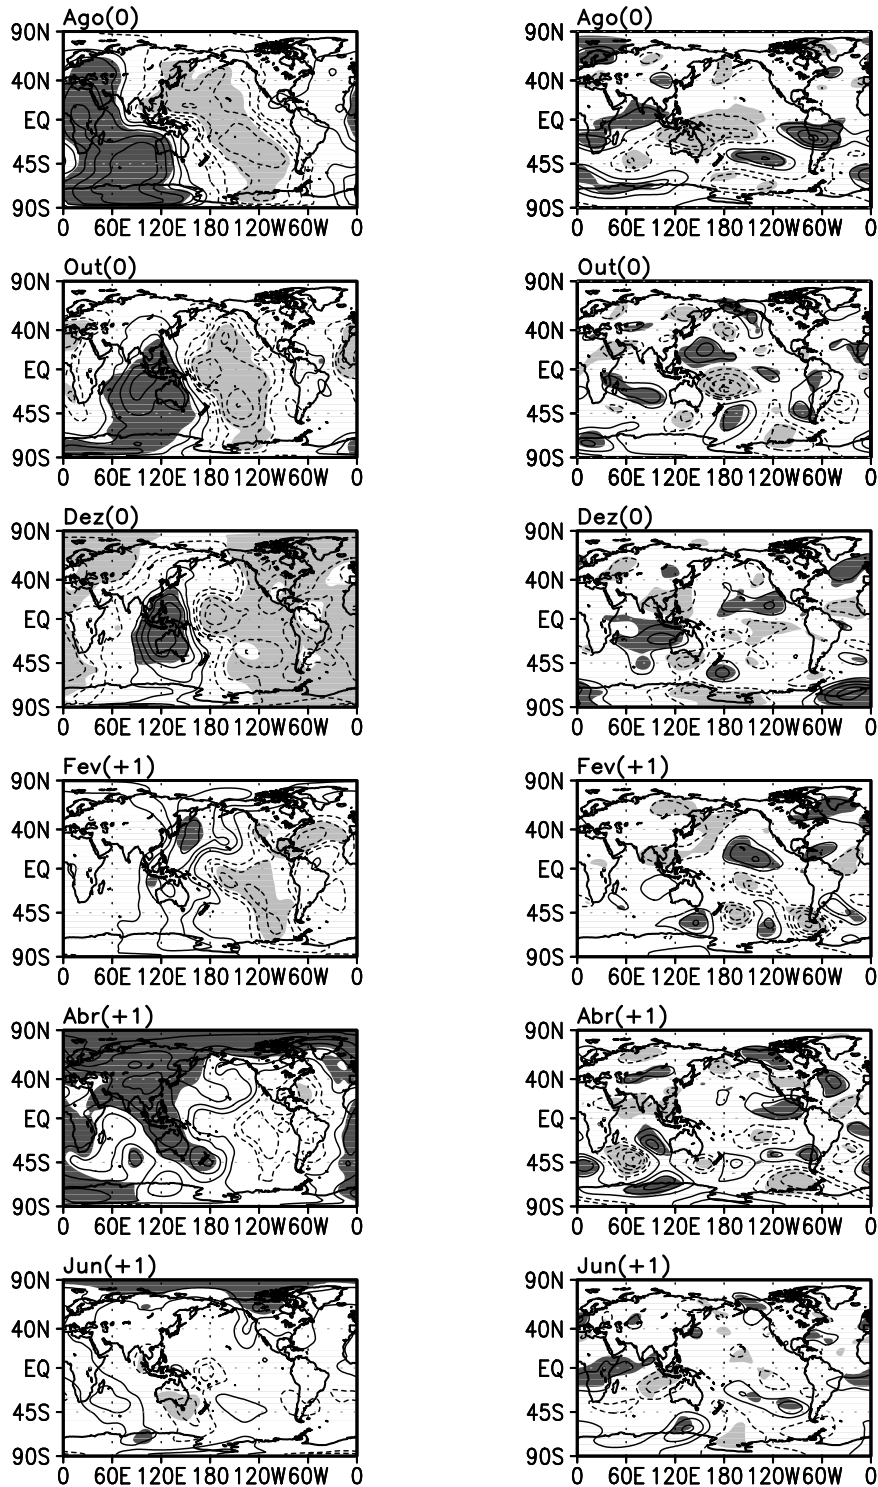 Ago(0) Ago(0)
90N 90N
40N 40N
EQ EQ
45S 45S
90S 90S
0 60E 120E 180 120W 60W 0 0 60E 120E 180 120W 60W 0
Out(0) Out(0)
90N 90N
40N 40N
EQ EQ
45S 45S
90S 90S
0 60E 120E 180 120W 60W 0 0 60E 120E 180 120W 60W 0
Dez(0) Dez(0)
90N 90N
40N 40N
EQ EQ
45S 45S
90S 90S
0 60E 120E 180 120W 60W 0 0 60E 120E 180 120W 60W 0
Fev(+1) Fev(+1)
90N 90N
40N 40N
EQ EQ
45S 45S
90S 90S
0 60E 120E 180 120W 60W 0 0 60E 120E 180 120W 60W 0
Abr(+1) Abr(+1)
90N 90N
40N 40N
EQ EQ
45S 45S
90S 90S
0 60E 120E 180 120W 60W 0 0 60E 120E 180 120W 60W 0
Jun(+1) Jun(+1)
90N 90N
40N 40N
EQ EQ
45S 45S
90S 90S
0 60E 120E 180 120W 60W 0 0 60E 120E 180 120W 60W 0